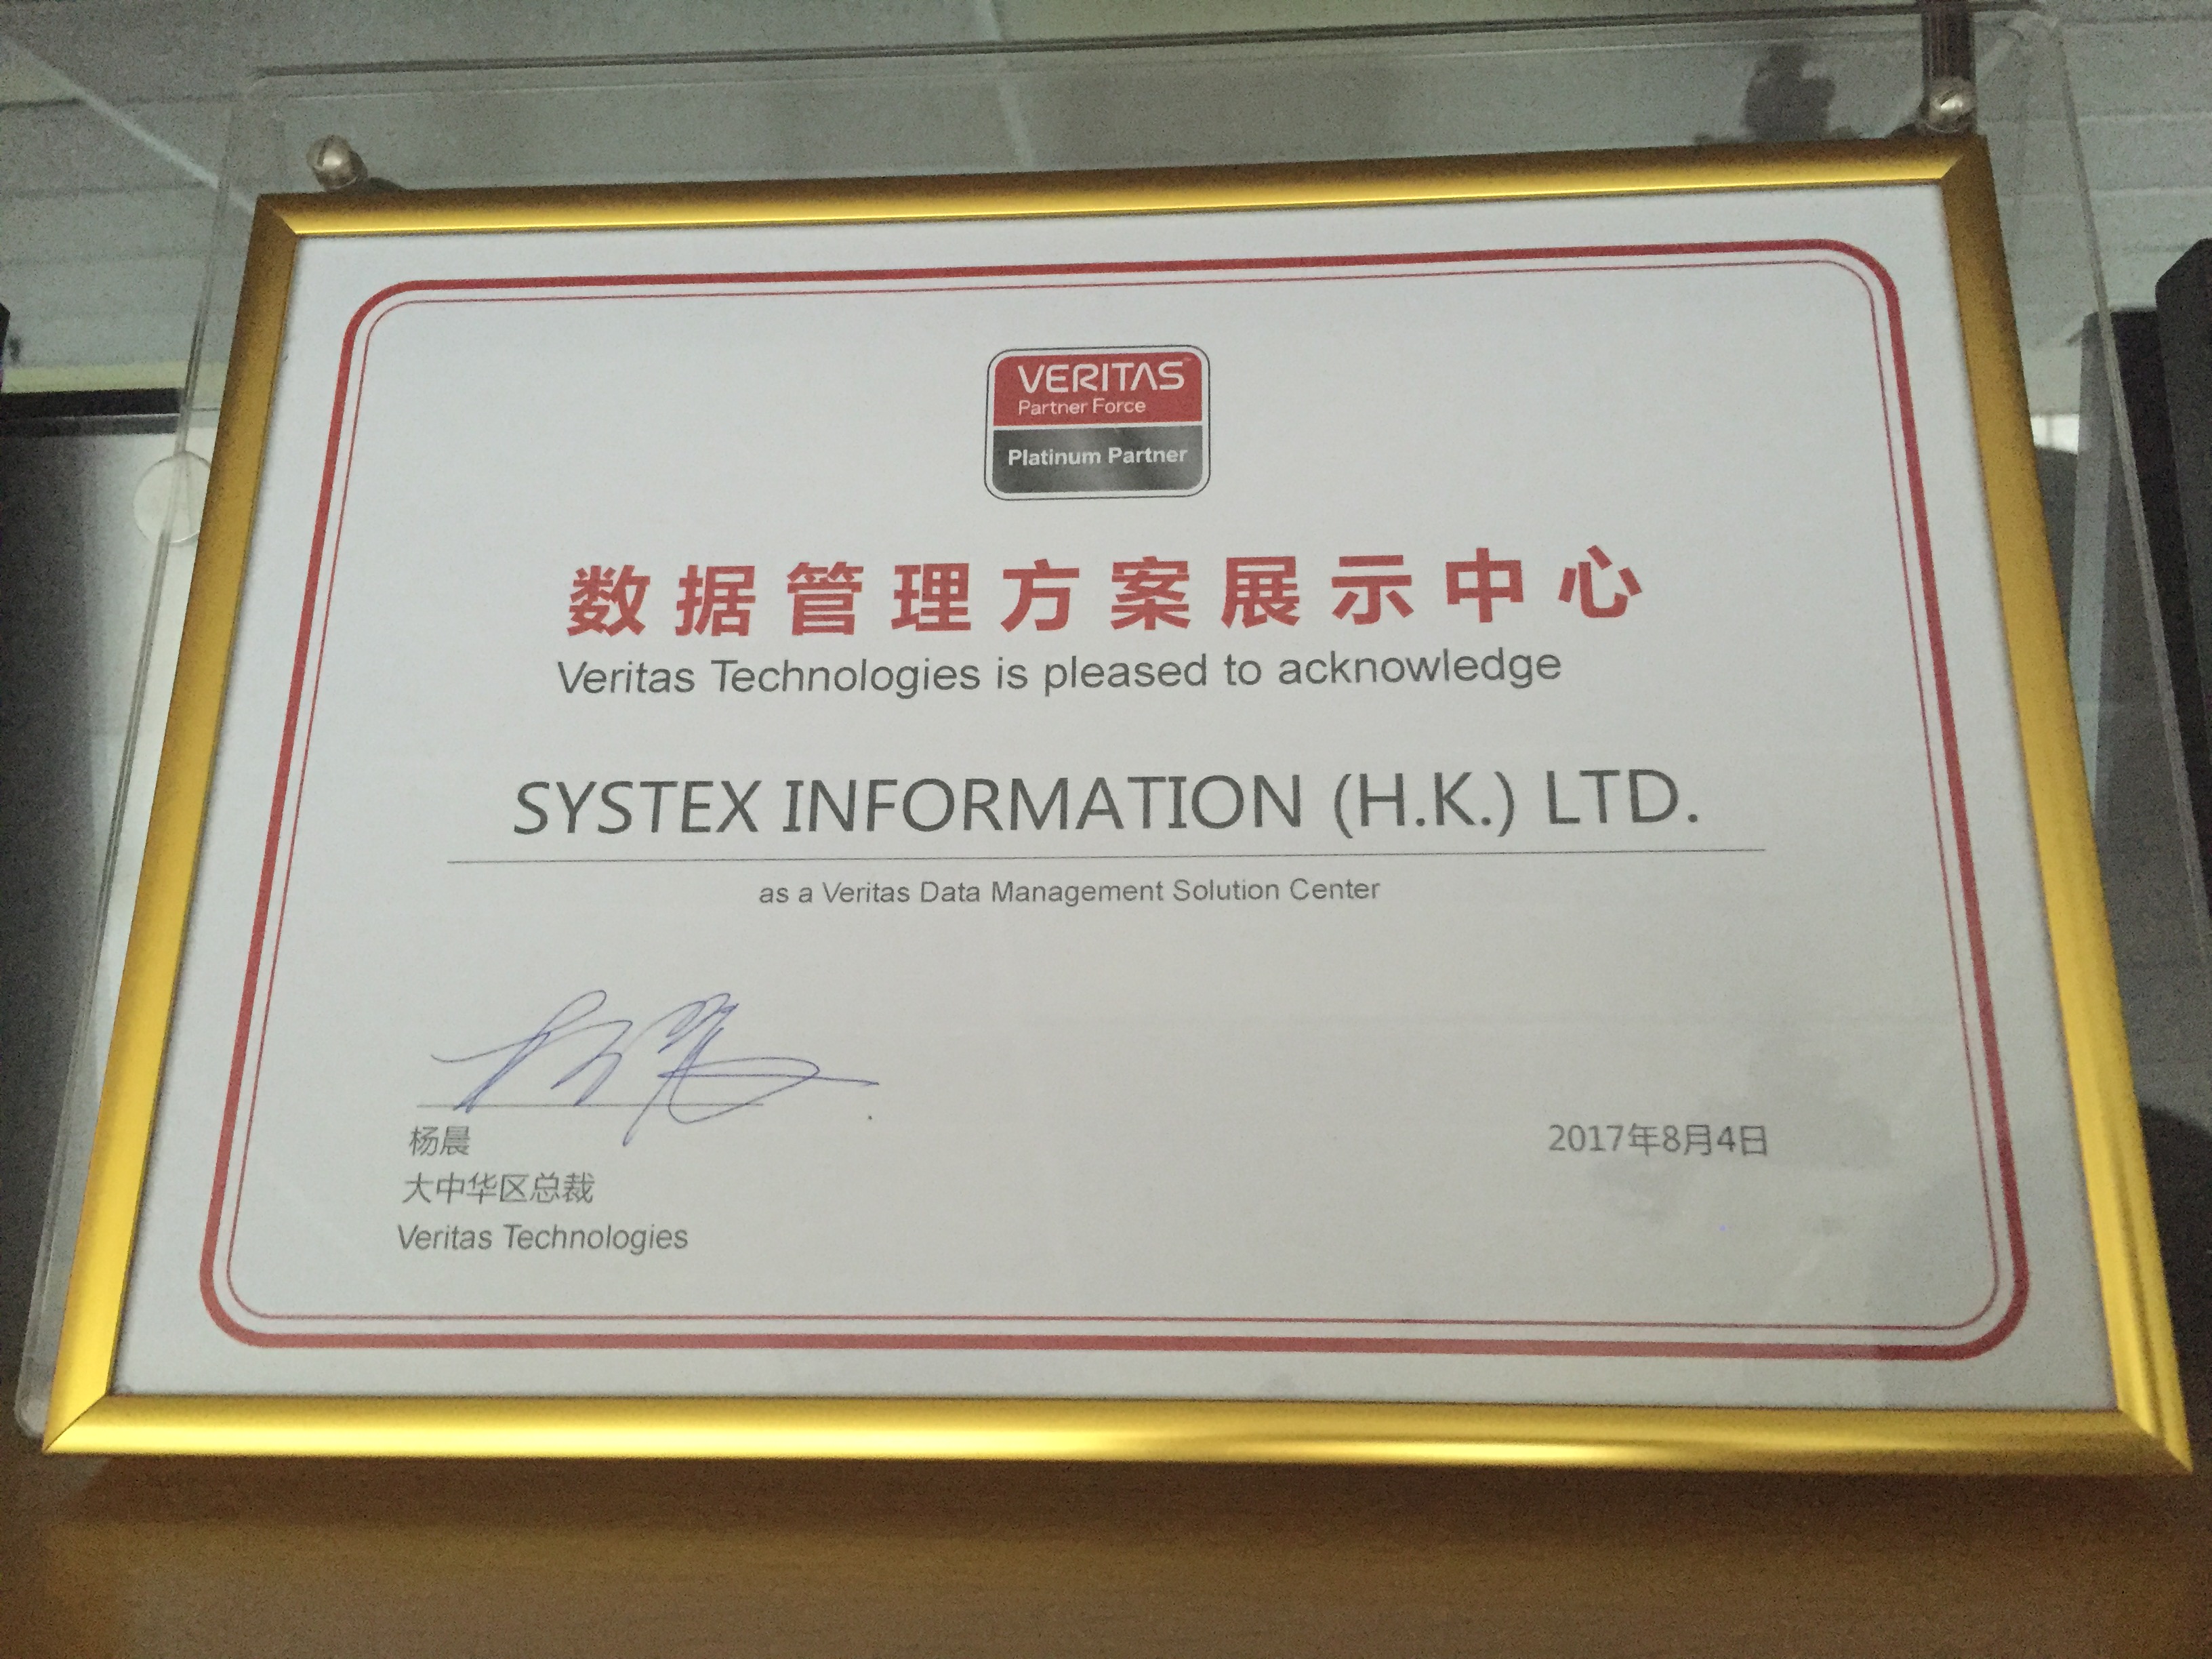 VERITAS
Partner Force
Platinum Partner
数据管理方案展示中心
Veritas Technologies is pleased to acknowledge
SYSTEX INFORMATION (H.K.) LTD.
as a Veritas Data Management Solution Center
杨晨
2017年8月4日
大中华区总裁
Veritas Technologies